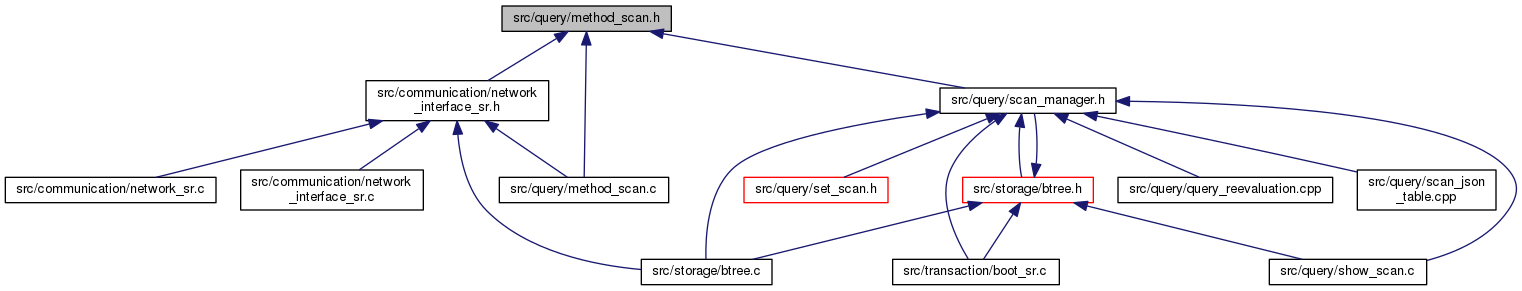 src/query/method_scan.h
src/communication/network
_interface_sr.h
src/query/scan_manager.h
src/communication/network_sr.c
src/communication/network
_interface_sr.c
src/query/method_scan.c
src/query/set_scan.h
src/storage/btree.h
src/query/query_reevaluation.cpp
src/query/scan_json
_table.cpp
src/storage/btree.c
src/transaction/boot_sr.c
src/query/show_scan.c